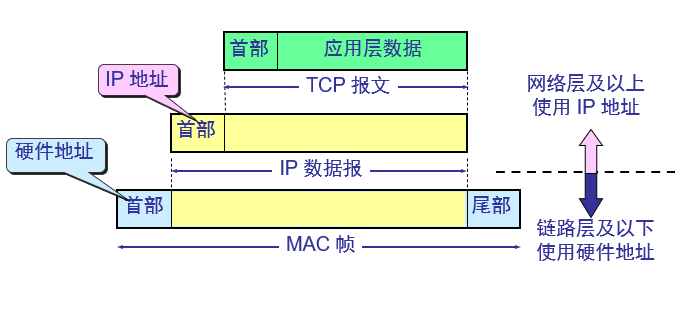 首部
应用层数据
IP 地址
TCP 报文
网络层及以上
使用 IP 地址
首部
硬件地址
IP 数据报
首部
尾部
链路层及以下
使用硬件地址
MAC 帧